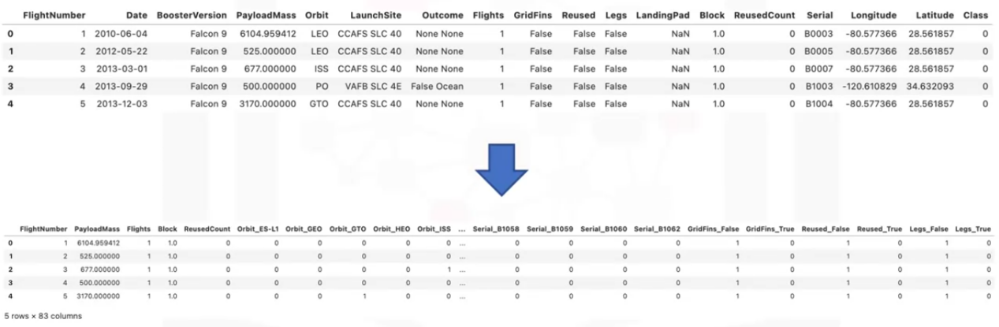 FlightNumber Date BoosterVersion PayloadMass Orbit LaunchSite Outcome Flights GridFins Reused Legs LandingPad Block ReusedCount Serial Longitude Latitude Class
0 1 2010-06-04 Falcon 9 6104.959412 LEO CCAFS SLC 40 None None 1 False False False NaN 1.0 0 B0003 -80.577366 28.561857 0
1 2 2012-05-22 Falcon 9 525.000000 LEO CCAFS SLC 40 None None 1 False False False NaN 1.0 0 B0005 -80.577366 28.561857 0
2 3 2013-03-01 Falcon 9 677.000000 ISS CCAFS SLC 40 None None 1 False False False NaN 1.0 0 B0007 -80.577366 28.561857 0
3 4 2013-09-29 Falcon 9 500.000000 PO VAFB SLC 4E False Ocean 1 False False False NaN 1.0 0 B1003 -120.610829 34.632093 0
4 5 2013-12-03 Falcon 9 3170.000000 GTO CCAFS SLC 40 None None 1 False False False NaN 1.0 0 B1004 -80.577366 28.561857 0
FlightNumber PayloadMass Flights Block ReusedCount Orbit_ES-L1 Orbit_GEO Orbit_GTO Orbit_HEO Orbit_ISS ... Serial_B1058 Serial_B1059 Serial_B1060 Serial_B1062 GridFins_False GridFins_True Reused_False Reused_True Legs_False Legs_True
0 1 6104.959412 1 1.0 0 0 0 0 0 0 ... 0 0 0 0 1 0 1 0 1 0
1 2 525.000000 1 1.0 0 0 0 0 0 0 ... 0 0 0 0 1 0 1 0 1 0
2 3 677.000000 1 1.0 0 0 0 0 0 1 ... 0 0 0 0 1 0 1 0 1 0
3 4 500.000000 1 1.0 0 0 0 0 0 0 ... 0 0 0 0 1 0 1 0 1 0
4 5 3170.000000 1 1.0 0 0 0 1 0 0 ... 0 0 0 0 1 0 1 0 1 0
5 rows × 83 columns